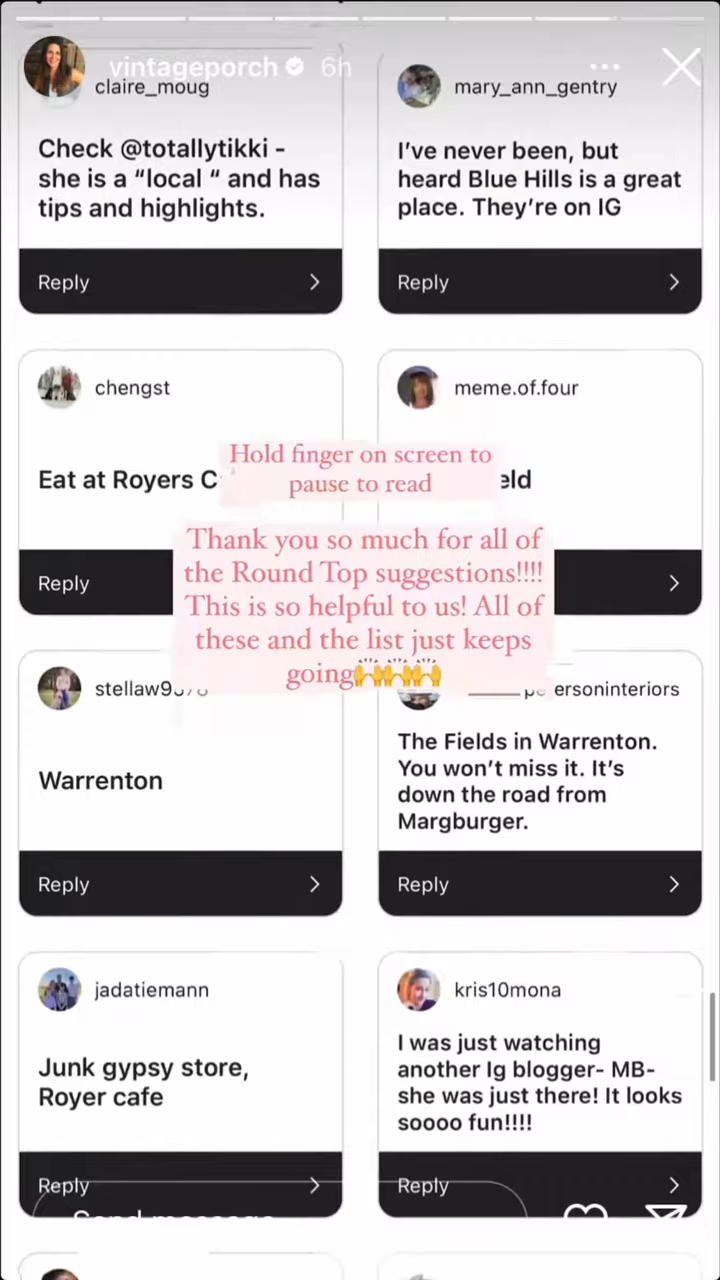 vintageporch 6h
claire_moug
Check @totallytikki -
she is a “local “ and has
tips and highlights.
Reply
mary_ann_gentry
I’ve never been, but
heard Blue Hills is a great
place. They’re on IG
Reply
chengst
Eat at Royers
Reply
meme.of.four
Hold finger on screen to
pause to read
Thank you so much for all of
the Round Top suggestions!!!!
This is so helpful to us! All of
these and the list just keeps
going🙌🙌🙌
Warrenton
Reply
ersoninteriors
The Fields in Warrenton.
You won’t miss it. It’s
down the road from
Margburger.
Reply
jadatiemann
Junk gypsy store,
Royer cafe
Reply
kris10mona
I was just watching
another Ig blogger- MB-
she was just there! It looks
soooo fun!!!!
Reply
Send message